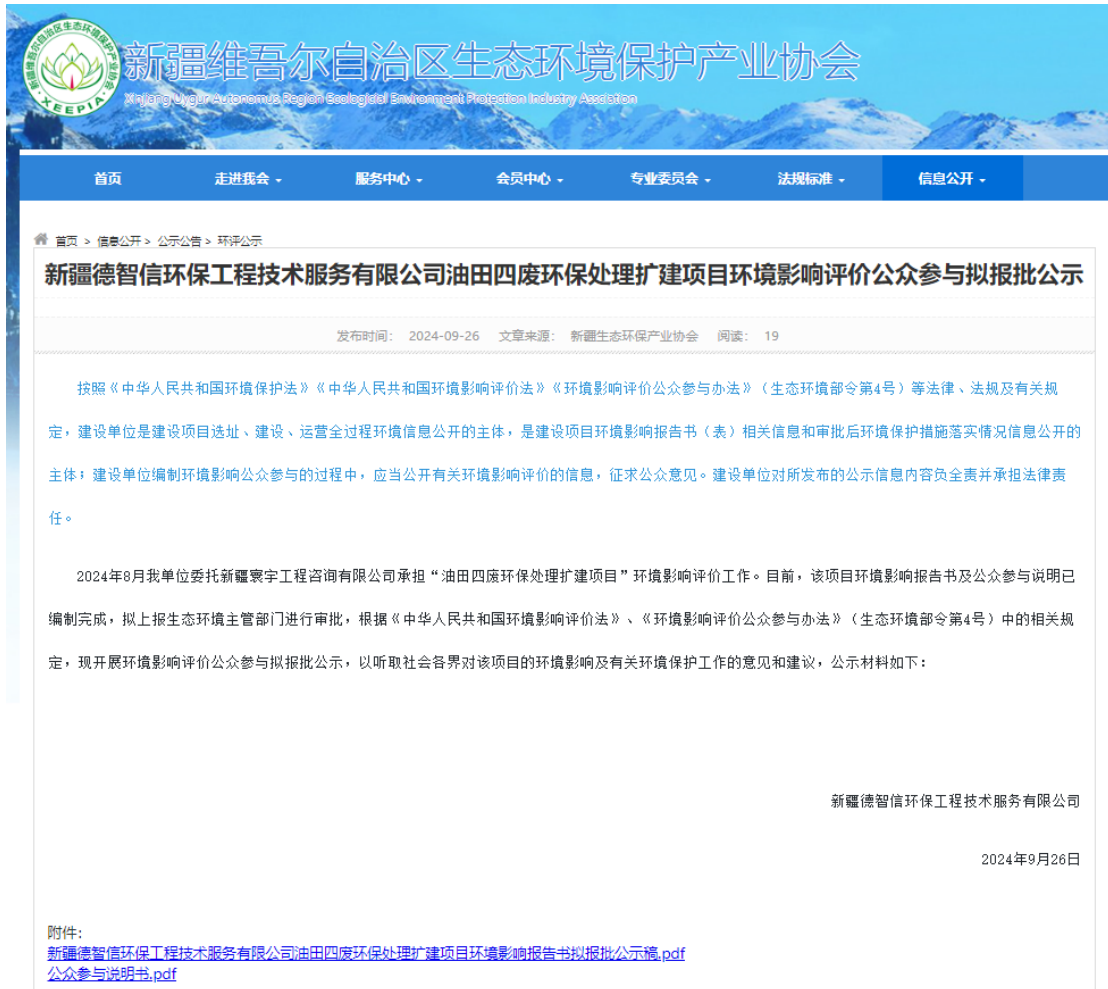 新疆维吾尔自治区生态环境保护产业协会
Xinjiang Uygur Autonomus Region Ecological Environment Protection Industry Assciation
新疆维吾尔自治区生态环境保护产业协会
XEEPIA
首页 走进我会 服务中心 会员中心 专业委员会 法规标准 信息公开
首页 > 信息公开 > 公示公告 > 环评公示
新疆德智信环保工程技术服务有限公司油田四废环保处理扩建项目环境影响评价公众参与拟报批公示
发布时间: 2024-09-26 文章来源: 新疆生态环保产业协会 阅读: 19
按照《中华人民共和国环境保护法》《中华人民共和国环境影响评价法》《环境影响评价公众参与办法》（生态环境部令第4号）等法律、法规及有关规
定，建设单位是建设项目选址、建设、运营全过程环境信息公开的主体，是建设项目环境影响报告书（表）相关信息和审批后环境保护措施落实情况信息公开的
主体；建设单位编制环境影响公众参与的过程中，应当公开有关环境影响评价的信息，征求公众意见。建设单位对所发布的公示信息内容负全责并承担法律责
任。
2024年8月我单位委托新疆寰宇工程咨询有限公司承担“油田四废环保处理扩建项目”环境影响评价工作。目前，该项目环境影响报告书及公众参与说明已
编制完成，拟上报生态环境主管部门进行审批，根据《中华人民共和国环境影响评价法》、《环境影响评价公众参与办法》（生态环境部令第4号）中的相关规
定，现开展环境影响评价公众参与拟报批公示，以听取社会各界对该项目的环境影响及有关环境保护工作的意见和建议，公示材料如下：
新疆德智信环保工程技术服务有限公司
2024年9月26日
附件:
新疆德智信环保工程技术服务有限公司油田四废环保处理扩建项目环境影响报告书拟报批公示稿.pdf
公众参与说明书.pdf